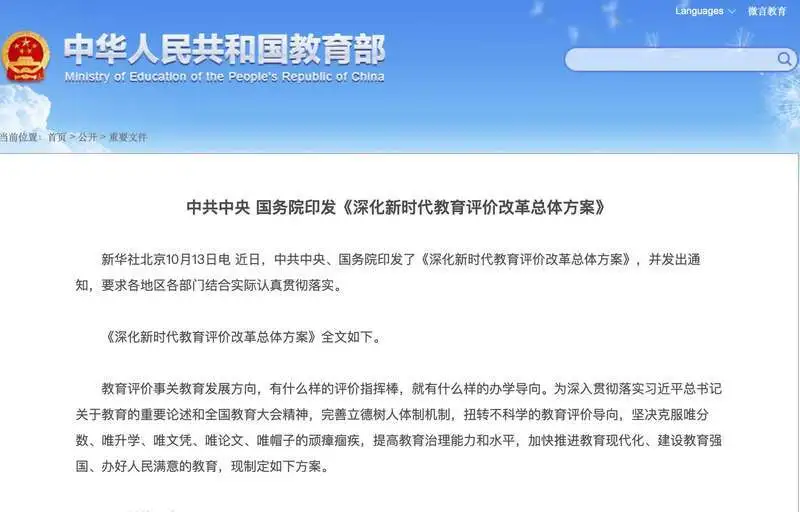 Languages 微言教育
中华人民共和国教育部
Ministry of Education of the People's Republic of China
当前位置: 首页 > 公开 > 重要文件
中共中央 国务院印发《深化新时代教育评价改革总体方案》
新华社北京10月13日电 近日，中共中央、国务院印发了《深化新时代教育评价改革总体方案》，并发出通
知，要求各地区各部门结合实际认真贯彻落实。
《深化新时代教育评价改革总体方案》全文如下。
教育评价事关教育发展方向，有什么样的评价指挥棒，就有什么样的办学导向。为深入贯彻落实习近平总书记
关于教育的重要论述和全国教育大会精神，完善立德树人体制机制，扭转不科学的教育评价导向，坚决克服唯分
数、唯升学、唯文凭、唯论文、唯帽子的顽瘴痼疾，提高教育治理能力和水平，加快推进教育现代化、建设教育强
国、办好人民满意的教育，现制定如下方案。